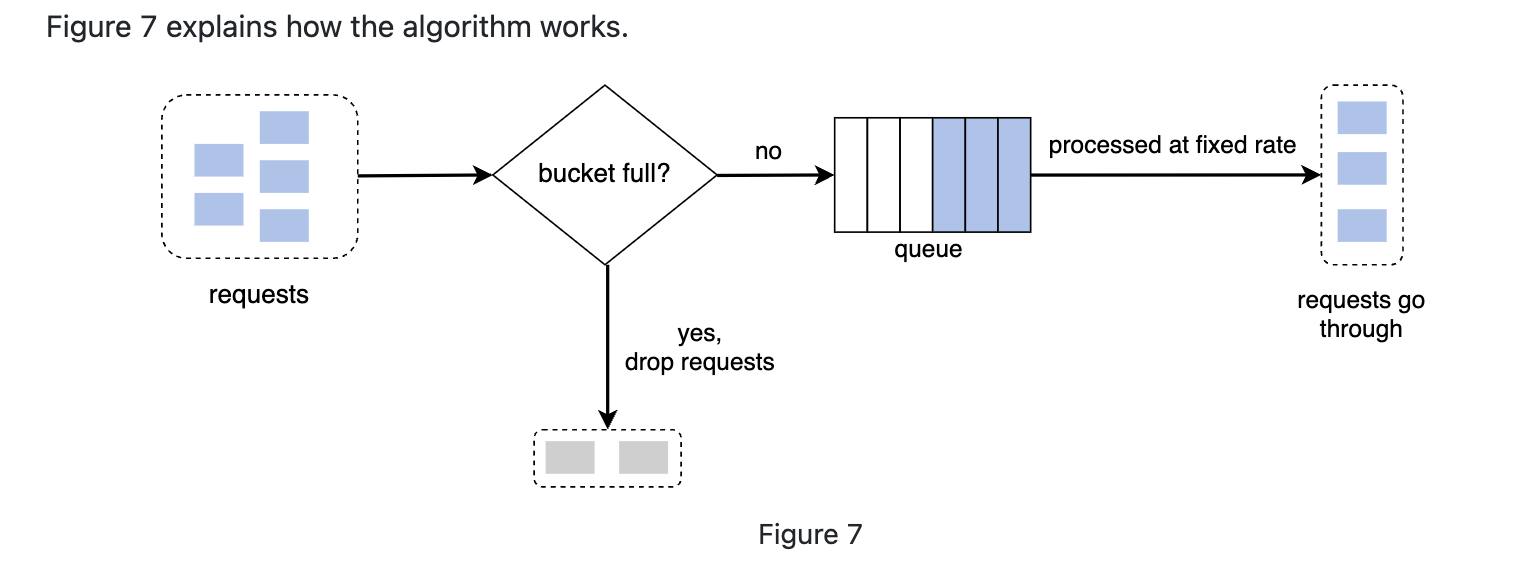 Figure 7 explains how the algorithm works.
requests
bucket full?
no
yes,
drop requests
queue
processed at fixed rate
requests go
through
Figure 7